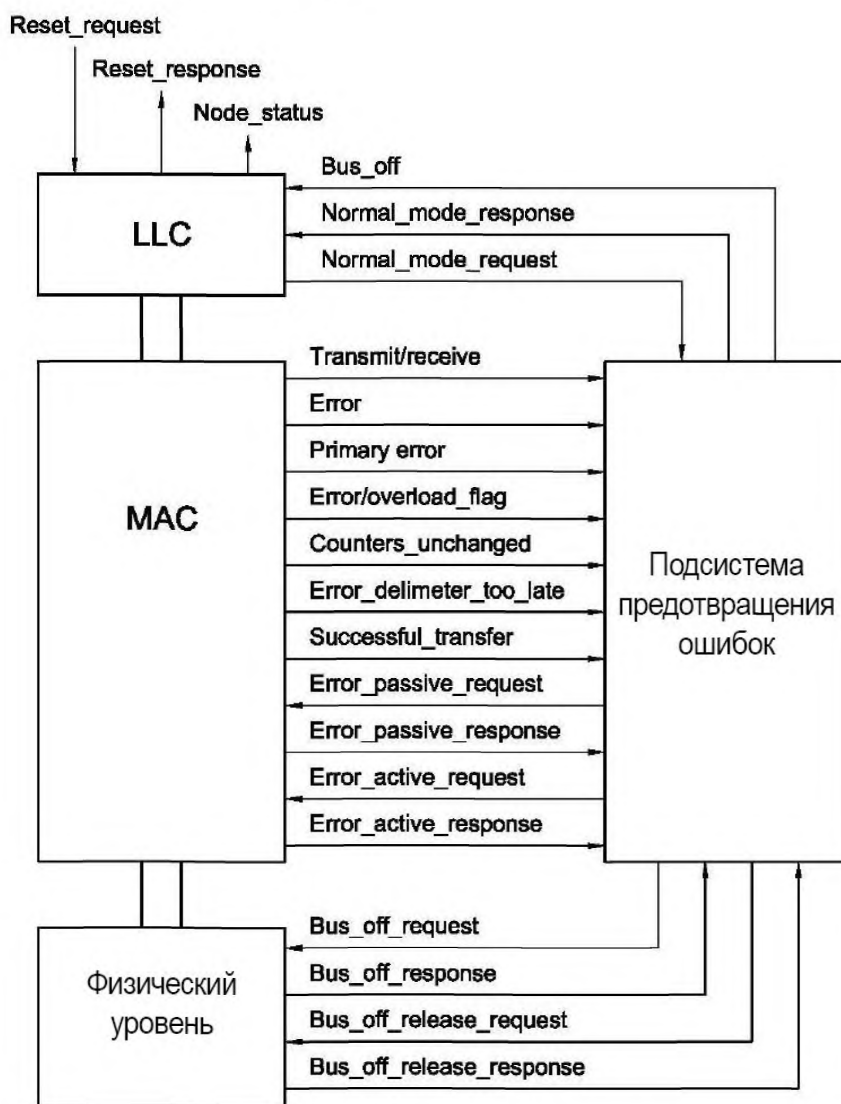 Reset_request
Reset_response
Node_status
Bus_off
LLC
Normal_mode_response
Normal_mode_request
Transmit/receive
Error
Primary error
Error/overload_flag
MAC
Counters_unchanged
Error_delimeter_too_late
Successful_transfer
Error_passive_request
Error_passive_response
Error_active_request
Error_active_response
Подсистема
предотвращения
ошибок
Bus_off_request
Физический
уровень
Bus_off_response
Bus_off_release_request
Bus_off_release_response